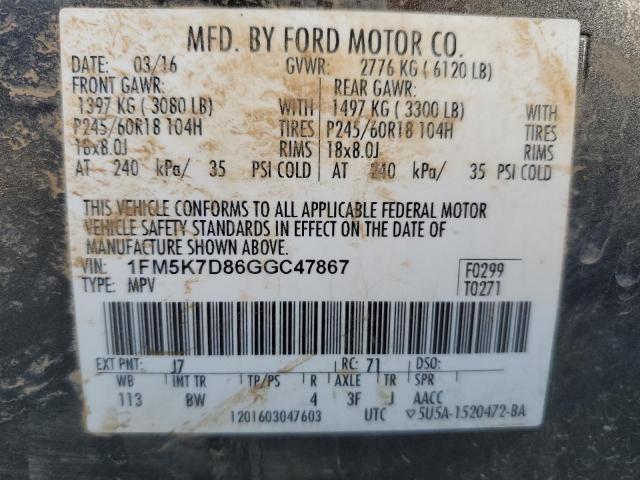 MFD. BY FORD MOTOR CO.
DATE: 03/16 GVWR: 2776 KG ( 6120 LB)
FRONT GAWR: REAR GAWR:
1397 KG ( 3080 LB) WITH 1497 KG ( 3300 LB) WITH
P245/60R18 104H TIRES P245/60R18 104H TIRES
18x8.0J RIMS 18x8.0J RIMS
AT 240 kPa/ 35 PSI COLD AT 240 kPa/ 35 PSI COLD
THIS VEHICLE CONFORMS TO ALL APPLICABLE FEDERAL MOTOR
VEHICLE SAFETY STANDARDS IN EFFECT ON THE DATE OF
MANUFACTURE SHOWN ABOVE.
VIN: 1FM5K7D86GGC47867 F0299
TYPE: MPV T0271
EXT PNT: J7 RC: 71 DSO:
WB INT TR TP/PS R AXLE TR SPR
113 BW 4 3F J AACC
1201603047603 UTC ▽5U5A-1520472-BA